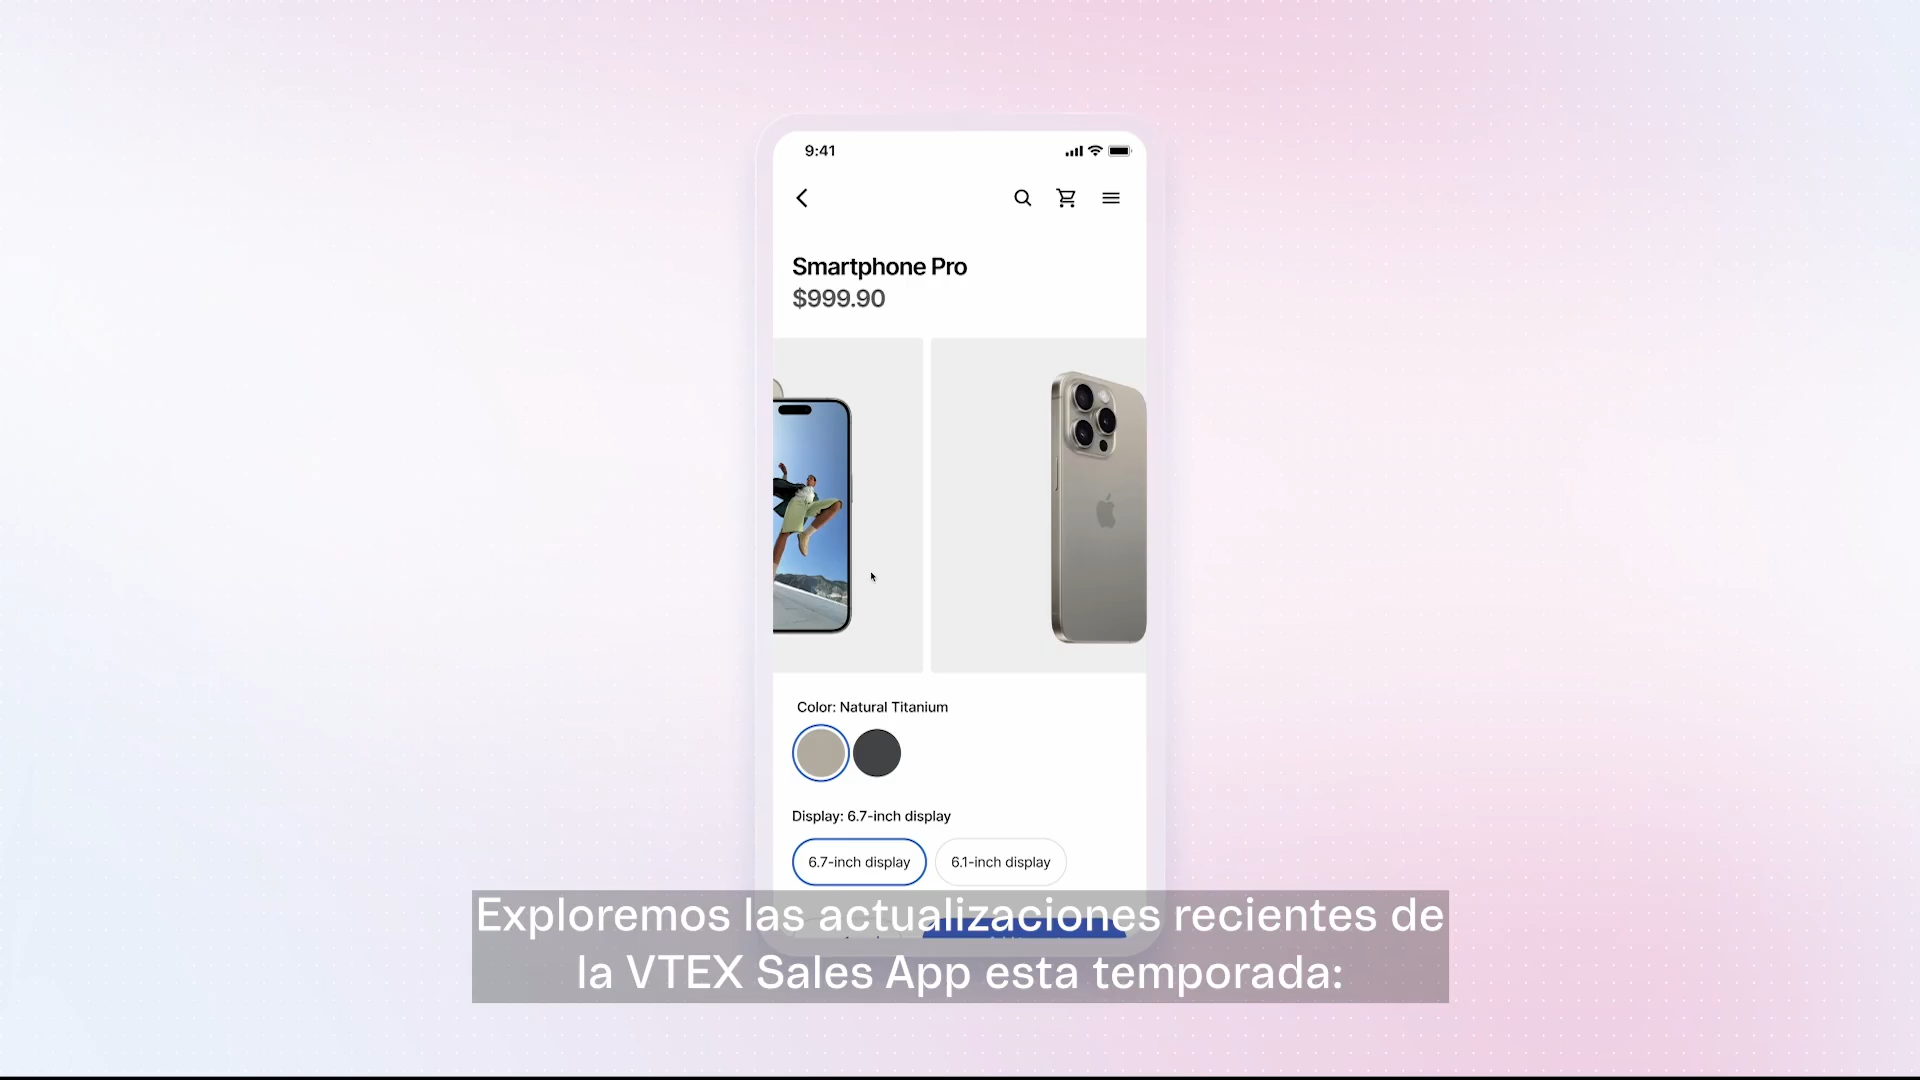 9:41
Smartphone Pro
$999.90
Color: Natural Titanium
Display: 6.7-inch display
6.7-inch display
6.1-inch display
Exploremos las actualizaciones recientes de
la VTEX Sales App esta temporada: